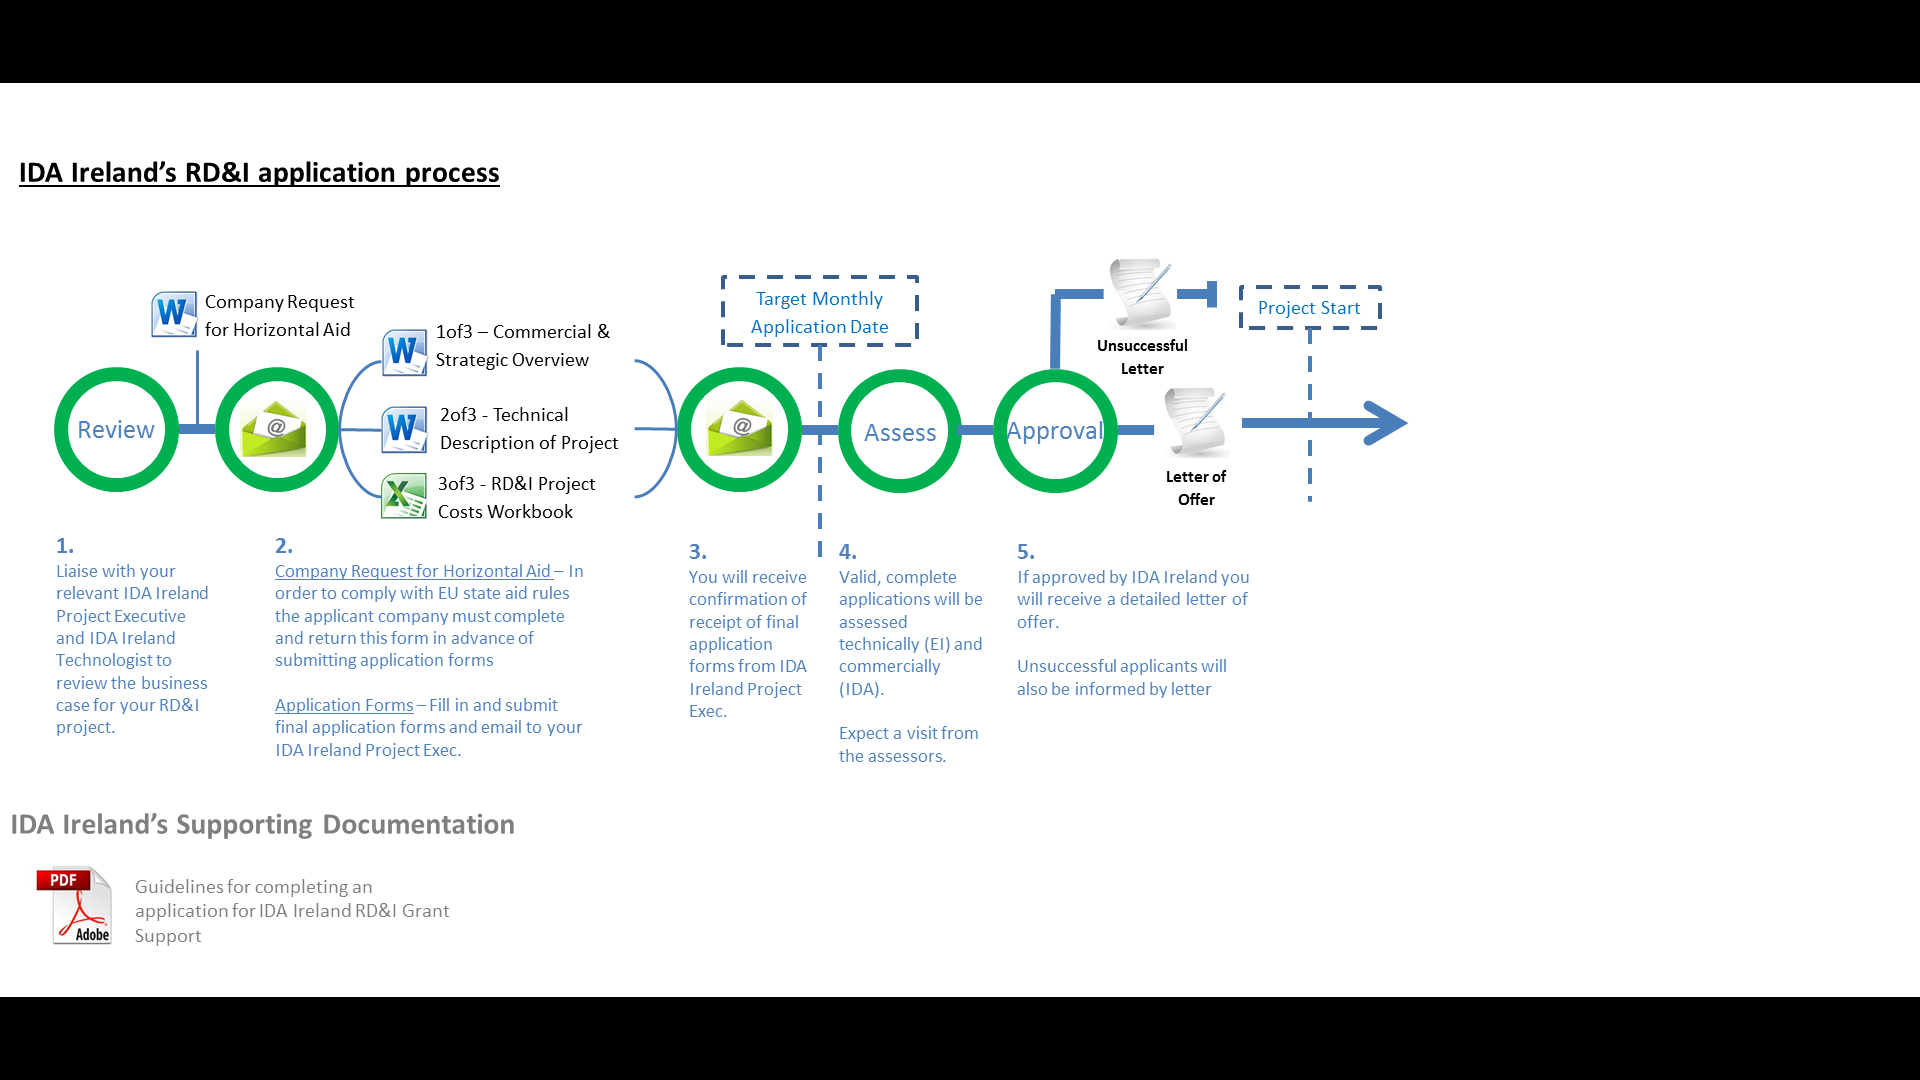 IDA Ireland’s RD&I application process
Company Request
for Horizontal Aid
1of3 – Commercial &
Strategic Overview
2of3 - Technical
Description of Project
3of3 - RD&I Project
Costs Workbook
Target Monthly
Application Date
Unsuccessful
Letter
Project Start
Review
@
@
Assess
Approval
Letter of
Offer
1.
Liaise with your
relevant IDA Ireland
Project Executive
and IDA Ireland
Technologist to
review the business
case for your RD&I
project.
2.
Company Request for Horizontal Aid – In
order to comply with EU state aid rules
the applicant company must complete
and return this form in advance of
submitting application forms
Application Forms – Fill in and submit
final application forms and email to your
IDA Ireland Project Exec.
3.
You will receive
confirmation of
receipt of final
application
forms from IDA
Ireland Project
Exec.
4.
Valid, complete
applications will be
assessed
technically (EI) and
commercially
(IDA).
Expect a visit from
the assessors.
5.
If approved by IDA Ireland you
will receive a detailed letter of
offer.
Unsuccessful applicants will
also be informed by letter
IDA Ireland’s Supporting Documentation
PDF
Adobe
Guidelines for completing an
application for IDA Ireland RD&I Grant
Support